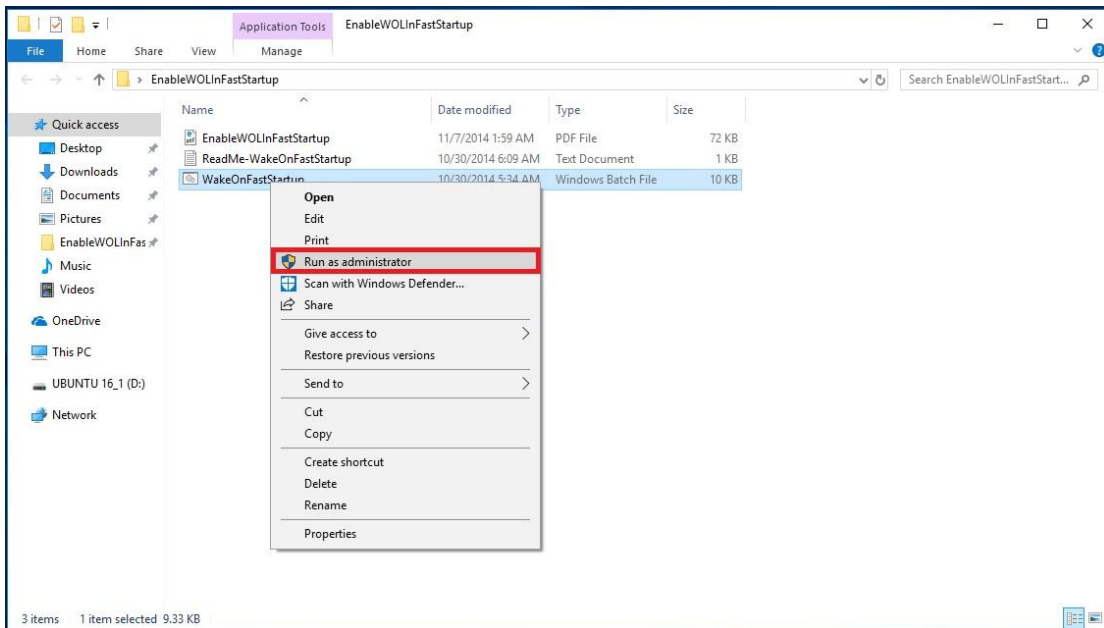 Application Tools EnableWOLInFastStartup
File Home Share View Manage
EnableWOLInFastStartup Search EnableWOLInFastStart...
Name Date modified Type Size
Quick access
EnableWOLInFastStartup 11/7/2014 1:59 AM PDF File 72 KB
Desktop
ReadMe-WakeOnFastStartup 10/30/2014 6:09 AM Text Document 1 KB
Downloads
WakeOnFastStartup 10/30/2014 5:34 AM Windows Batch File 10 KB
Documents
Pictures
EnableWOLInFas
Music
Videos
OneDrive
This PC
UBUNTU 16_1 (D:)
Network
Open
Edit
Print
Run as administrator
Scan with Windows Defender...
Share
Give access to
Restore previous versions
Send to
Cut
Copy
Create shortcut
Delete
Rename
Properties
3 items 1 item selected 9.33 KB